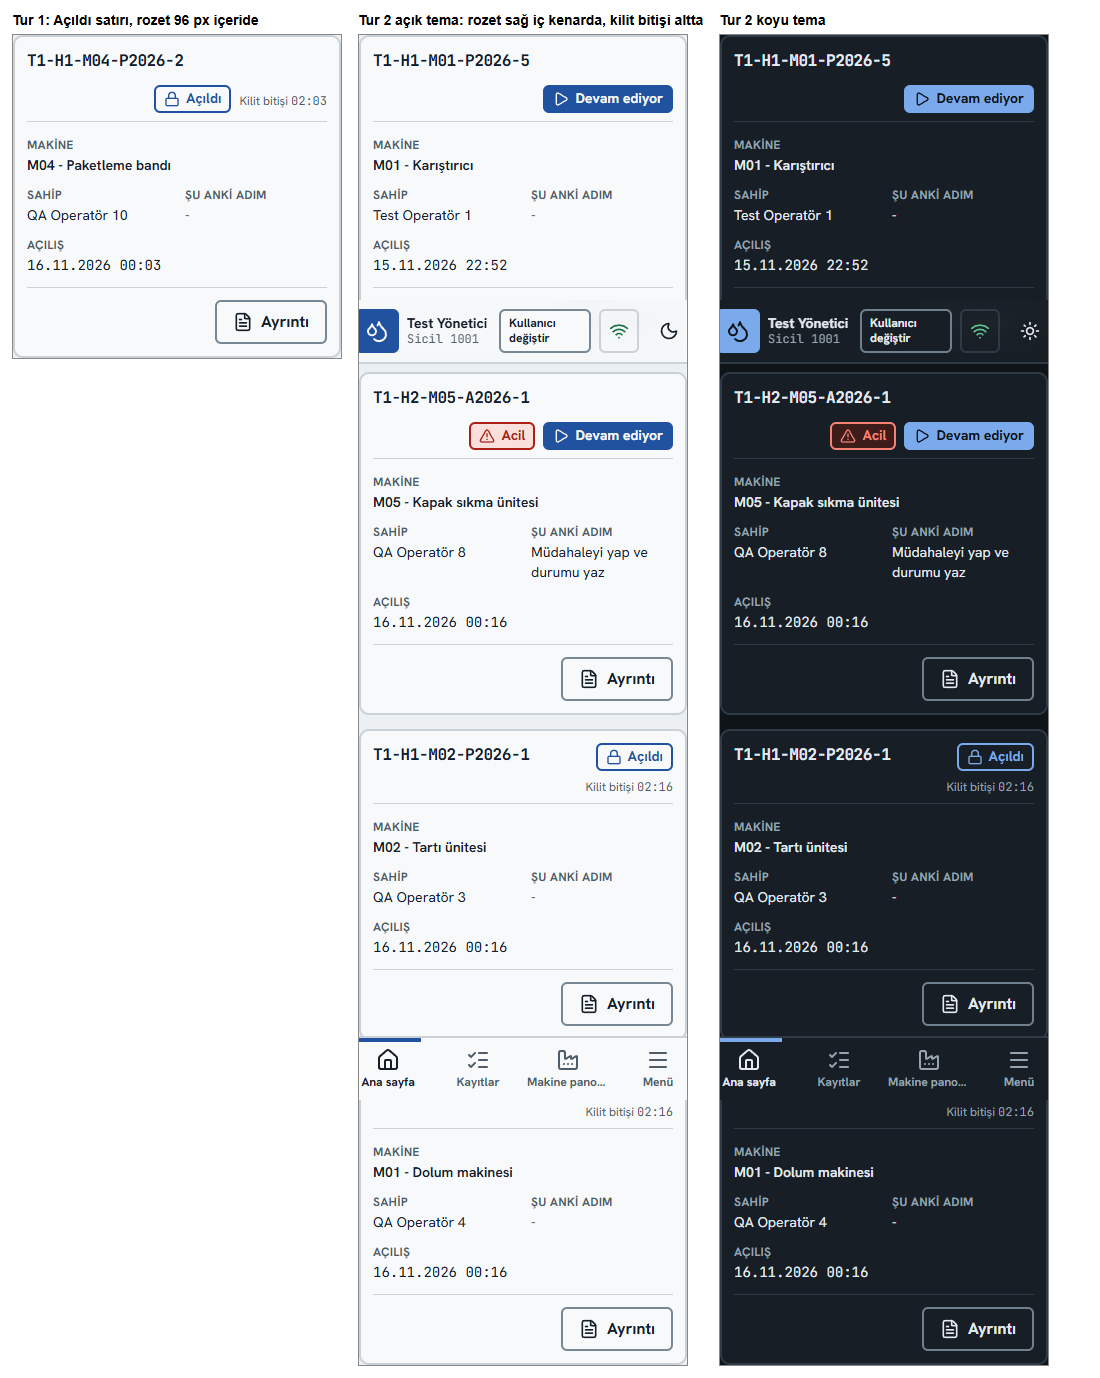 Tur 1: Açıldı satırı, rozet 96 px içeride
T1-H1-M04-P2026-2
Açıldı
Kilit bitişi 02:03
MAKİNE
M04 - Paketleme bandı
SAHİP
ŞU ANKİ ADIM
QA Operatör 10
-
AÇILIŞ
16.11.2026 00:03
Ayrıntı
Tur 2 açık tema: rozet sağ iç kenarda, kilit bitişi altta
T1-H1-M01-P2026-5
Devam ediyor
MAKİNE
M01 - Karıştırıcı
SAHİP
ŞU ANKİ ADIM
Test Operatör 1
-
AÇILIŞ
15.11.2026 22:52
Test Yönetici
Sicil 1001
Kullanıcı
değiştir
T1-H2-M05-A2026-1
Acil
Devam ediyor
MAKİNE
M05 - Kapak sıkma ünitesi
SAHİP
ŞU ANKİ ADIM
QA Operatör 8
Müdahaleyi yap ve
durumu yaz
AÇILIŞ
16.11.2026 00:16
Ayrıntı
T1-H1-M02-P2026-1
Açıldı
Kilit bitişi 02:16
MAKİNE
M02 - Tartı ünitesi
SAHİP
ŞU ANKİ ADIM
QA Operatör 3
-
AÇILIŞ
16.11.2026 00:16
Ayrıntı
Ana sayfa
Kayıtlar
Makine pano...
Menü
Kilit bitişi 02:16
MAKİNE
M01 - Dolum makinesi
SAHİP
ŞU ANKİ ADIM
QA Operatör 4
-
AÇILIŞ
16.11.2026 00:16
Ayrıntı
Tur 2 koyu tema
T1-H1-M01-P2026-5
Devam ediyor
MAKİNE
M01 - Karıştırıcı
SAHİP
ŞU ANKİ ADIM
Test Operatör 1
-
AÇILIŞ
15.11.2026 22:52
Test Yönetici
Sicil 1001
Kullanıcı
değiştir
T1-H2-M05-A2026-1
Acil
Devam ediyor
MAKİNE
M05 - Kapak sıkma ünitesi
SAHİP
ŞU ANKİ ADIM
QA Operatör 8
Müdahaleyi yap ve
durumu yaz
AÇILIŞ
16.11.2026 00:16
Ayrıntı
T1-H1-M02-P2026-1
Açıldı
Kilit bitişi 02:16
MAKİNE
M02 - Tartı ünitesi
SAHİP
ŞU ANKİ ADIM
QA Operatör 3
-
AÇILIŞ
16.11.2026 00:16
Ayrıntı
Ana sayfa
Kayıtlar
Makine pano...
Menü
Kilit bitişi 02:16
MAKİNE
M01 - Dolum makinesi
SAHİP
ŞU ANKİ ADIM
QA Operatör 4
-
AÇILIŞ
16.11.2026 00:16
Ayrıntı